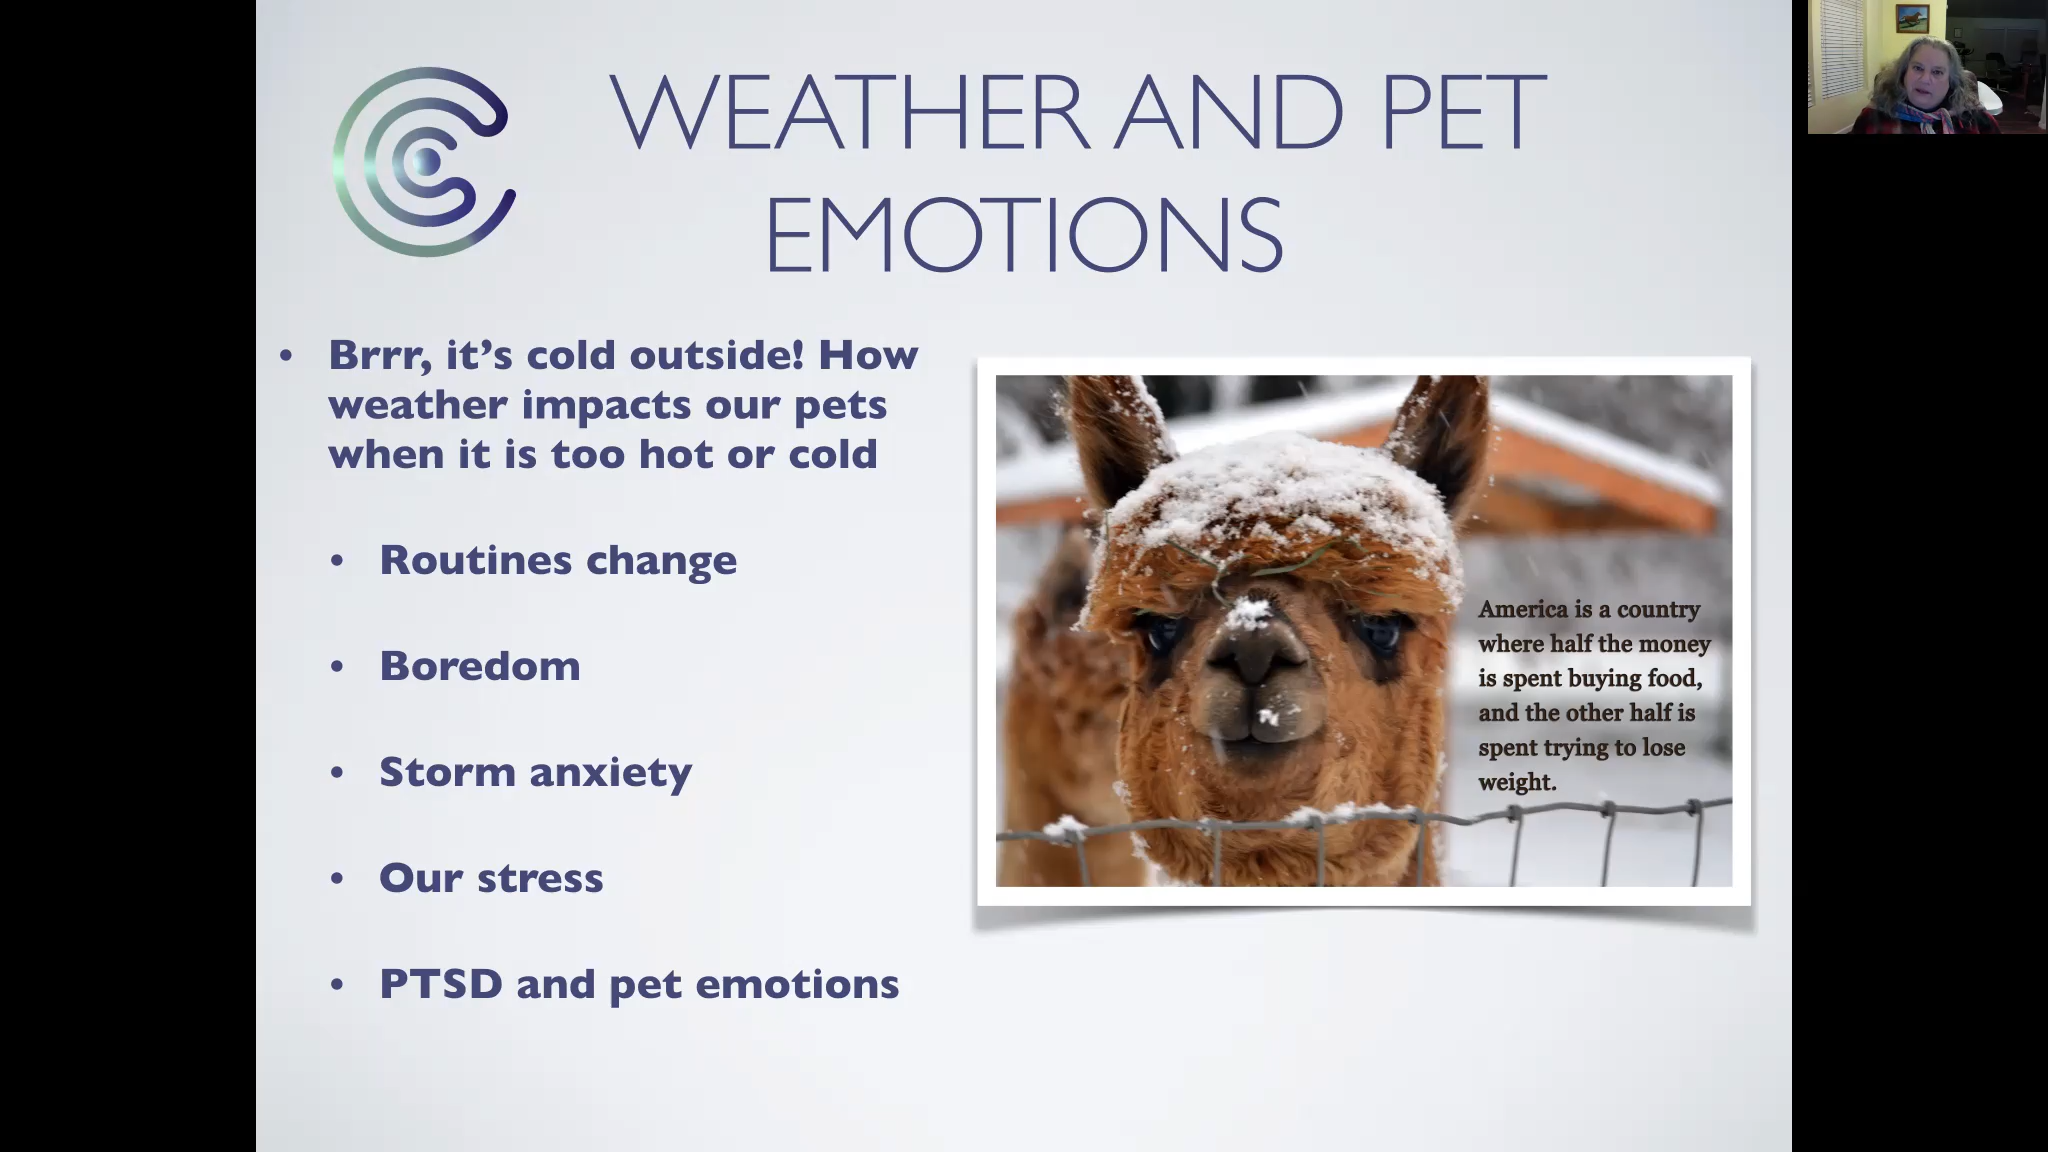 WEATHER AND PET
EMOTIONS
• Brrr, it’s cold outside! How
weather impacts our pets
when it is too hot or cold
• Routines change
• Boredom
• Storm anxiety
• Our stress
• PTSD and pet emotions
America is a country
where half the money
is spent buying food,
and the other half is
spent trying to lose
weight.